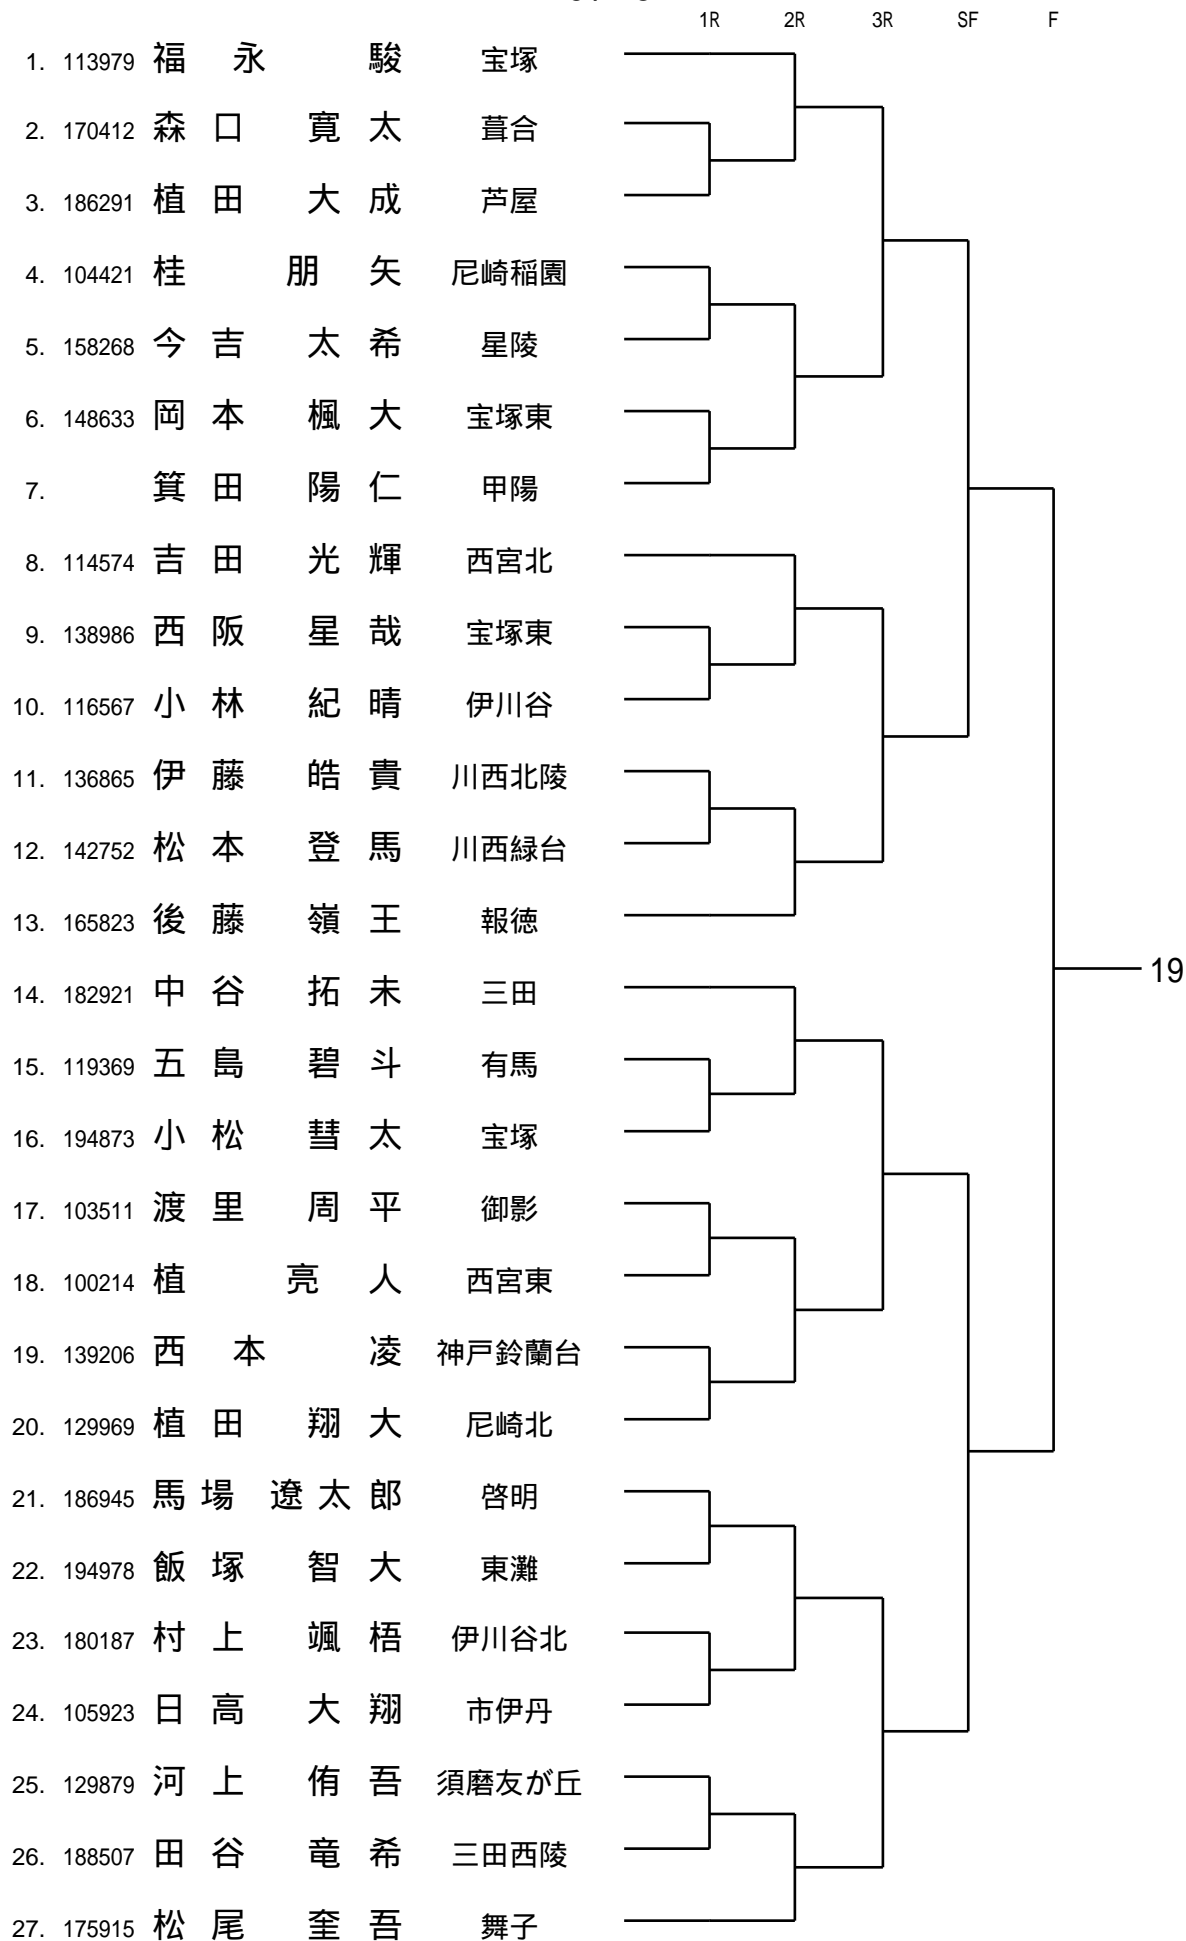 1R 2R 3R SF F
1. 113979 福永 駿 宝塚
2. 170412 森口 寛太 葺合
3. 186291 植田 大成 芦屋
4. 104421 桂 朋矢 尼崎稲園
5. 158268 今吉 太希 星陵
6. 148633 岡本 楓大 宝塚東
7. 箕田 陽仁 甲陽
8. 114574 吉田 光輝 西宮北
9. 138986 西阪 星哉 宝塚東
10. 116567 小林 紀晴 伊川谷
11. 136865 伊藤 皓貴 川西北陵
12. 142752 松本 登馬 川西緑台
13. 165823 後藤 嶺王 報徳
19
14. 182921 中谷 拓未 三田
15. 119369 五島 碧斗 有馬
16. 194873 小松 彗太 宝塚
17. 103511 渡里 周平 御影
18. 100214 植 亮人 西宮東
19. 139206 西本 凌 神戸鈴蘭台
20. 129969 植田 翔大 尼崎北
21. 186945 馬場 遼太郎 啓明
22. 194978 飯塚 智大 東灘
23. 180187 村上 颯梧 伊川谷北
24. 105923 日高 大翔 市伊丹
25. 129879 河上 侑吾 須磨友が丘
26. 188507 田谷 竜希 三田西陵
27. 175915 松尾 奎吾 舞子